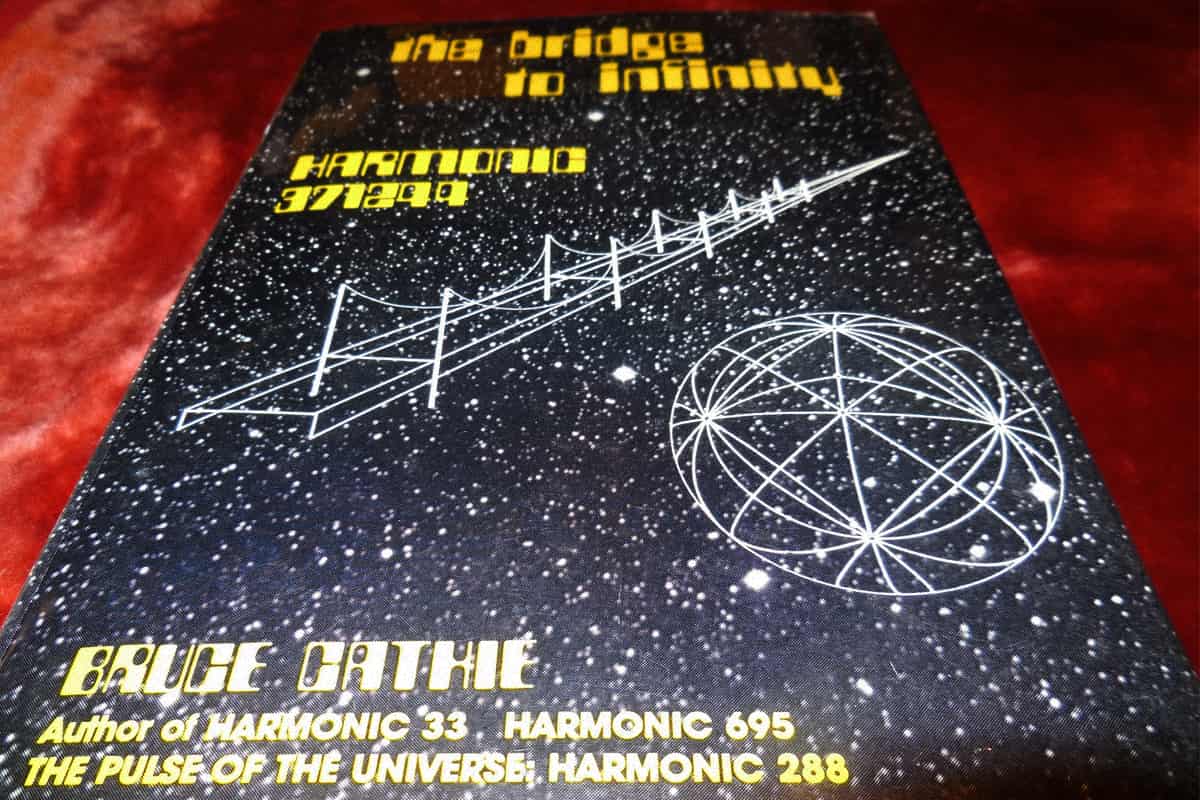 the bridge
to infinity
HARMONIC
371244
BRUCE CATHIE
Author of HARMONIC 33 HARMONIC 695
THE PULSE OF THE UNIVERSE; HARMONIC 288